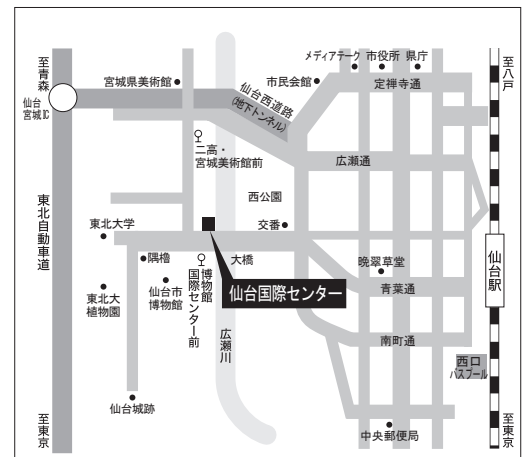 至青森
仙台
宮城IC
東北自動車道
至東京
宮城県美術館
仙台西道路
(地下トンネル)
市民会館
メディアテーク
市役所
県庁
定禅寺通
至八戸
二高・
宮城美術館前
広瀬通
西公園
東北大学
交番
隅櫓
大橋
晩翠草堂
仙台駅
東北大
植物園
仙台市
博物館
博物館
国際センター前
仙台国際センター
青葉通
広瀬川
南町通
西口
バスプール
仙台城跡
中央郵便局
至東京